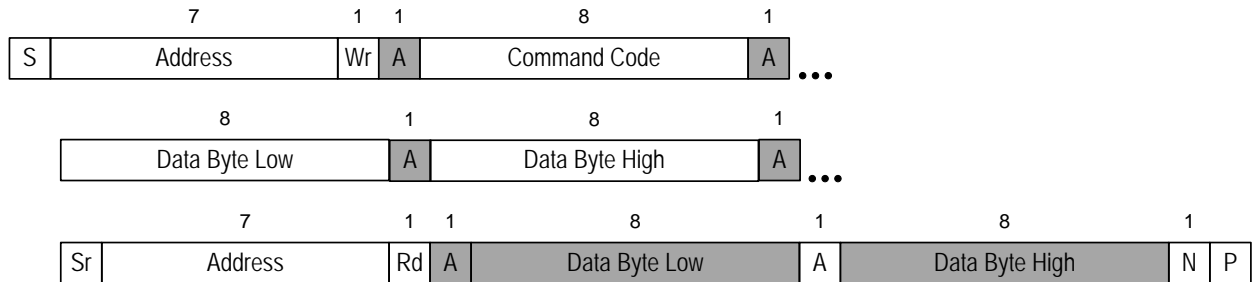 7 1 1 8 1
S Address Wr A Command Code A ...
8 1 8 1
Data Byte Low A Data Byte High A ...
7 1 1 8 1 8 1
Sr Address Rd A Data Byte Low A Data Byte High N P